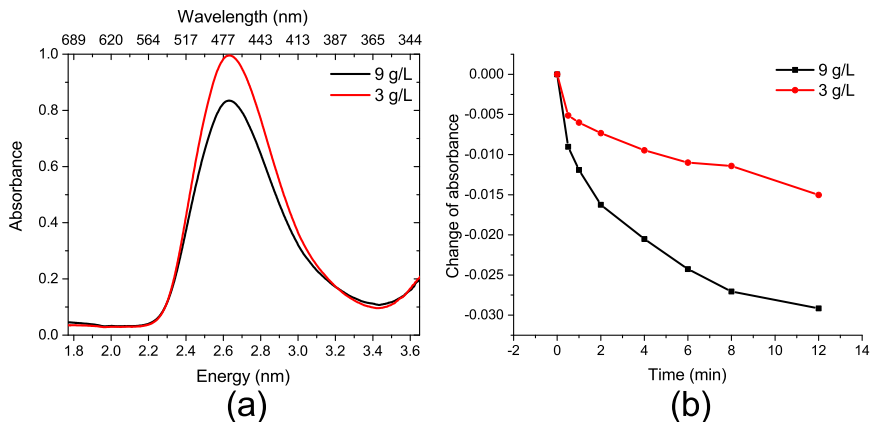 Wavelength (nm)
689 620 564 517 477 443 413 387 365 344
1.0
0.8
0.6
0.4
0.2
0.0
Absorbance
9 g/L
3 g/L
1.8 2.0 2.2 2.4 2.6 2.8 3.0 3.2 3.4 3.6
Energy (nm)
(a)
0.000
-0.005
-0.010
-0.015
-0.020
-0.025
-0.030
Change of absorbance
9 g/L
3 g/L
-2 0 2 4 6 8 10 12 14
Time (min)
(b)